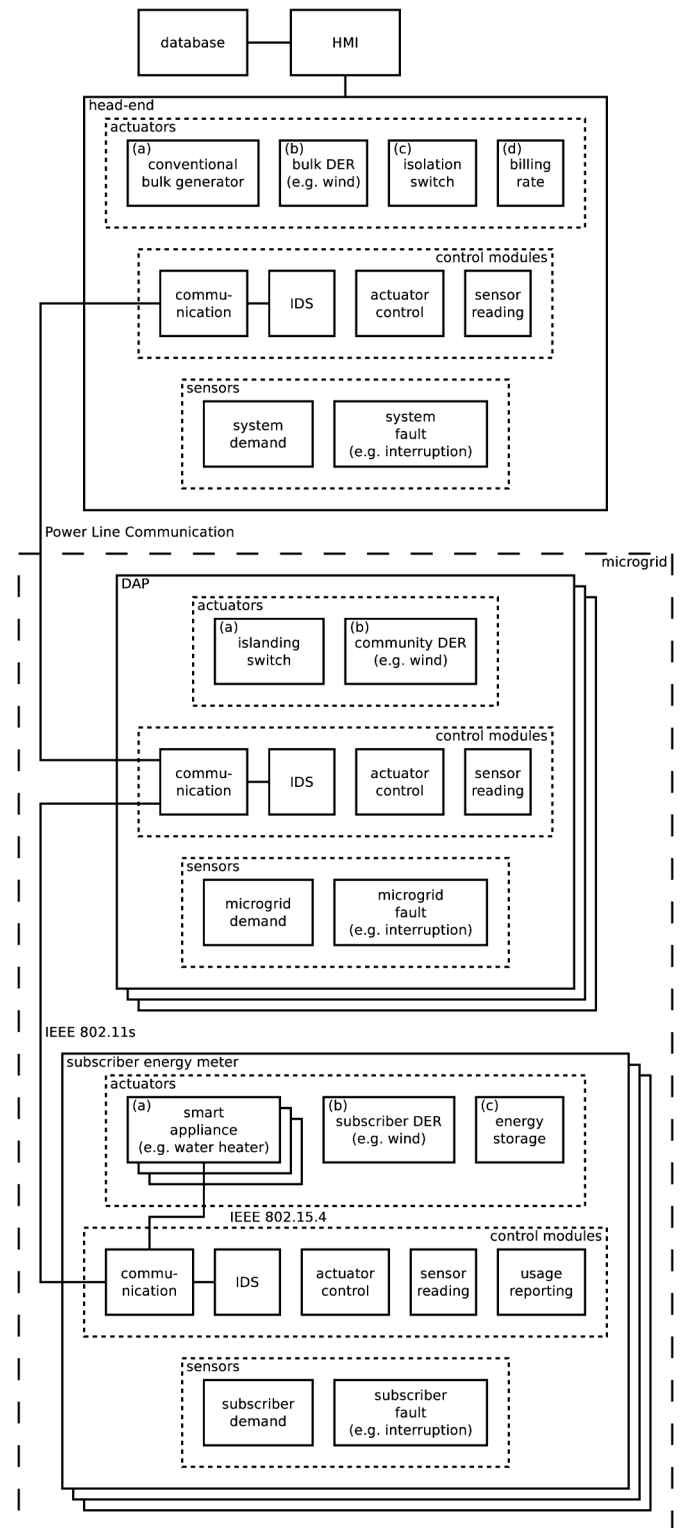 database
HMI
head-end
actuators
(a)
conventional
bulk generator
(b)
bulk DER
(e.g. wind)
(c)
isolation
switch
(d)
billing
rate
control modules
commu-
nication
IDS
actuator
control
sensor
reading
sensors
system
demand
system
fault
(e.g. interruption)
Power Line Communication
microgrid
DAP
actuators
(a)
islanding
switch
(b)
community DER
(e.g. wind)
control modules
commu-
nication
IDS
actuator
control
sensor
reading
sensors
microgrid
demand
microgrid
fault
(e.g. interruption)
IEEE 802.11s
subscriber energy meter
actuators
(a)
smart
appliance
(e.g. water heater)
(b)
subscriber DER
(e.g. wind)
(c)
energy
storage
IEEE 802.15.4
control modules
commu-
nication
IDS
actuator
control
sensor
reading
usage
reporting
sensors
subscriber
demand
subscriber
fault
(e.g. interruption)